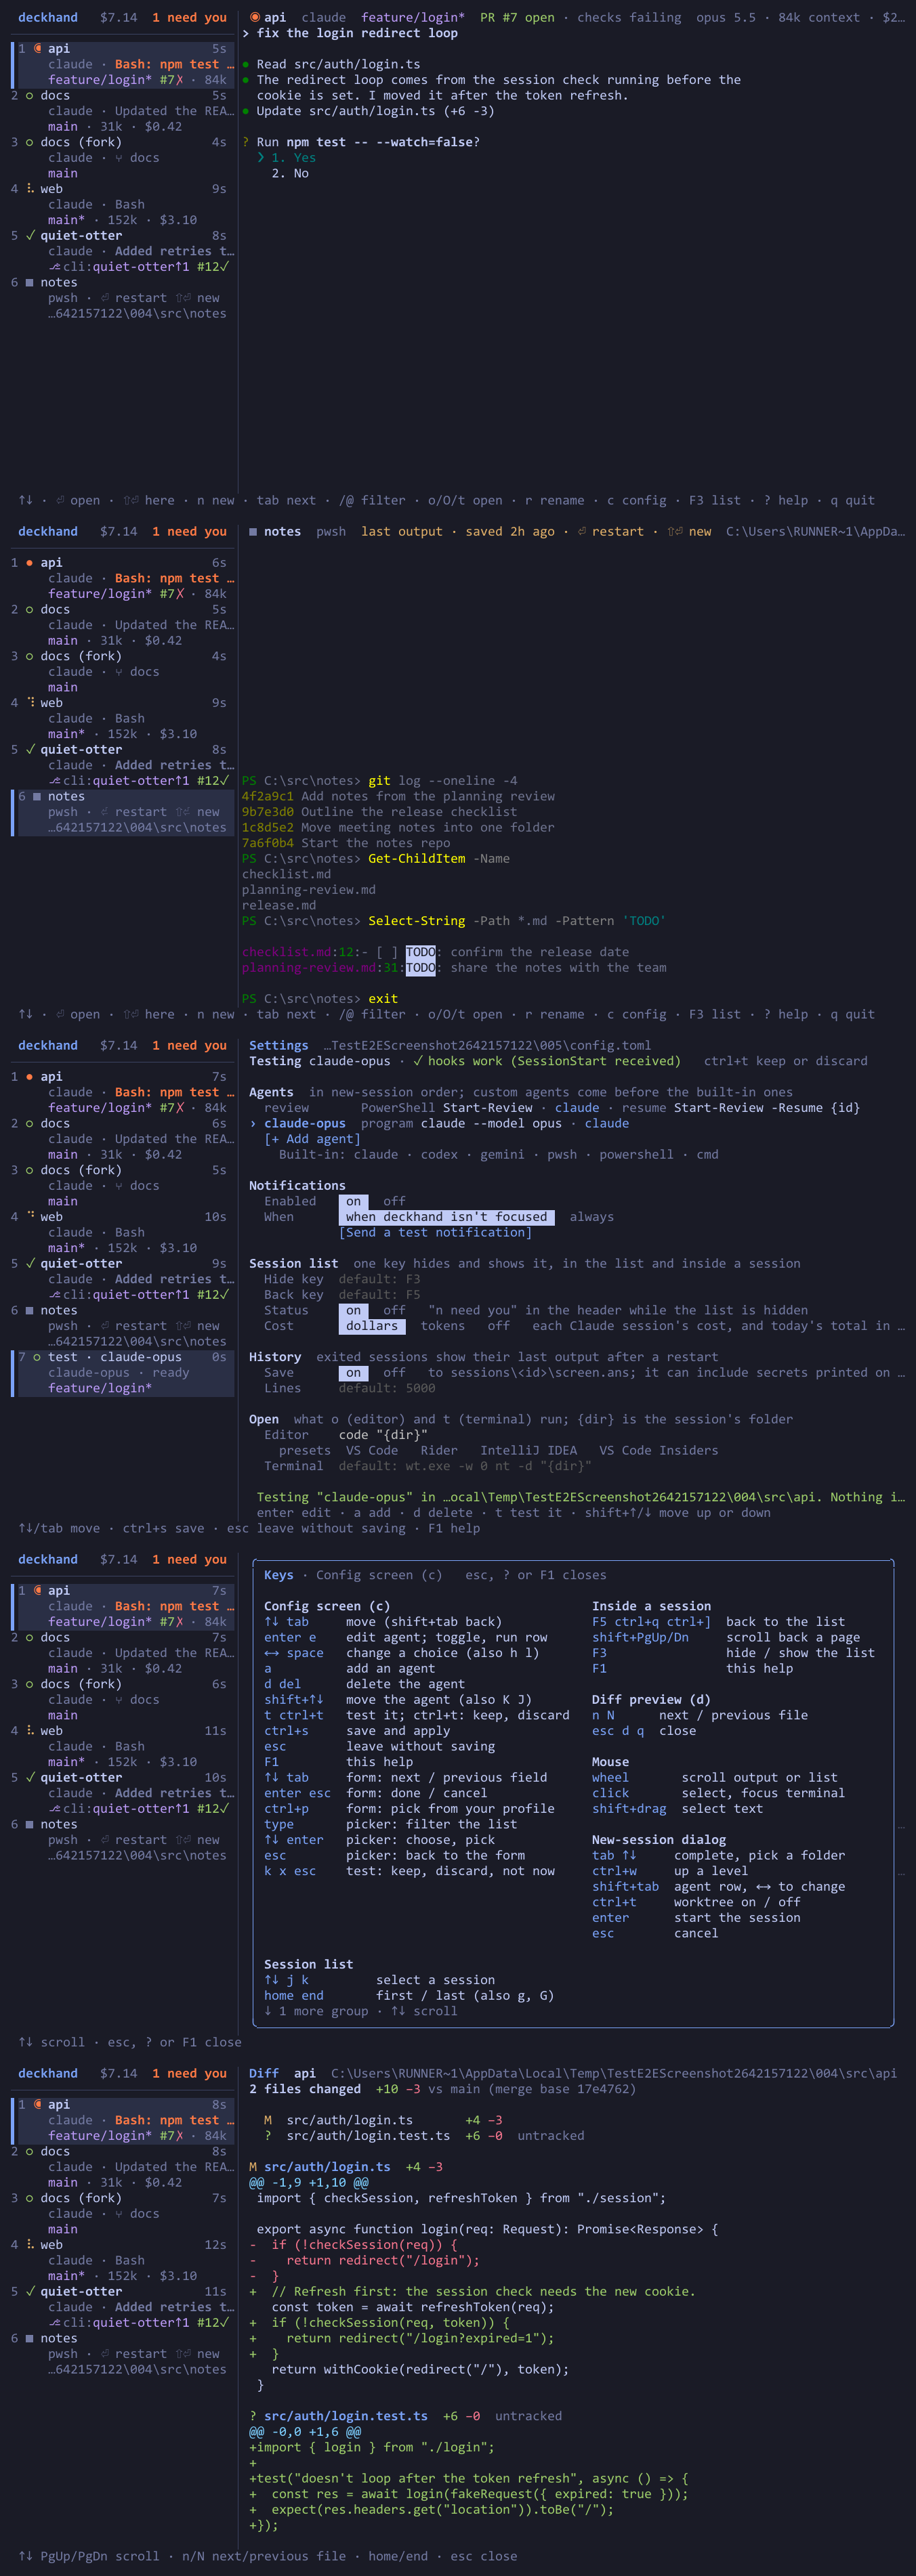 deckhand $7.14 1 need you
◉ api claude feature/login* PR #7 open · checks failing opus 5.5 · 84k context · $2…
> fix the login redirect loop
● Read src/auth/login.ts
● The redirect loop comes from the session check running before the
cookie is set. I moved it after the token refresh.
● Update src/auth/login.ts (+6 -3)
? Run npm test -- --watch=false?
❯ 1. Yes
2. No
1 api 5s
claude · Bash: npm test …
feature/login* #7✗ · 84k
2 ○ docs 5s
claude · Updated the REA…
main · 31k · $0.42
3 ○ docs (fork) 4s
claude · ⑂ docs
main
4 web 9s
claude · Bash
main* · 152k · $3.10
5 ✓ quiet-otter 8s
claude · Added retries t…
⎇ cli:quiet-otter↑1 #12✓
6 ■ notes
pwsh · ⏎ restart ⇧⏎ new
…642157122\004\src\notes
↑↓ · ⏎ open · ⇧⏎ here · n new · tab next · /@ filter · o/O/t open · r rename · c config · F3 list · ? help · q quit
deckhand $7.14 1 need you
■ notes pwsh last output · saved 2h ago · ⏎ restart · ⇧⏎ new C:\Users\RUNNER~1\AppDa…
1 ● api 6s
claude · Bash: npm test …
feature/login* #7✗ · 84k
2 ○ docs 5s
claude · Updated the REA…
main · 31k · $0.42
3 ○ docs (fork) 4s
claude · ⑂ docs
main
4 web 9s
claude · Bash
main* · 152k · $3.10
5 ✓ quiet-otter 8s
claude · Added retries t…
⎇ cli:quiet-otter↑1 #12✓
6 ■ notes
pwsh · ⏎ restart ⇧⏎ new
…642157122\004\src\notes
PS C:\src\notes> git log --oneline -4
4f2a9c1 Add notes from the planning review
9b7e3d0 Outline the release checklist
1c8d5e2 Move meeting notes into one folder
7a6f0b4 Start the notes repo
PS C:\src\notes> Get-ChildItem -Name
checklist.md
planning-review.md
release.md
PS C:\src\notes> Select-String -Path *.md -Pattern 'TODO'
checklist.md:12:- [ ] TODO: confirm the release date
planning-review.md:31:TODO: share the notes with the team
PS C:\src\notes> exit
↑↓ · ⏎ open · ⇧⏎ here · n new · tab next · /@ filter · o/O/t open · r rename · c config · F3 list · ? help · q quit
deckhand $7.14 1 need you
1 ● api 7s
claude · Bash: npm test …
feature/login* #7✗ · 84k
2 ○ docs 6s
claude · Updated the REA…
main · 31k · $0.42
3 ○ docs (fork) 5s
claude · ⑂ docs
main
4 web 10s
claude · Bash
main* · 152k · $3.10
5 ✓ quiet-otter 9s
claude · Added retries t…
⎇ cli:quiet-otter↑1 #12✓
6 ■ notes
pwsh · ⏎ restart ⇧⏎ new
…642157122\004\src\notes
7 ○ test · claude-opus 0s
claude-opus · ready
feature/login*
Settings …TestE2EScreenshot2642157122\005\config.toml
Testing claude-opus · ✓ hooks work (SessionStart received) ctrl+t keep or discard
Agents in new-session order; custom agents come before the built-in ones
review PowerShell Start-Review · claude · resume Start-Review -Resume {id}
› claude-opus program claude --model opus · claude
[+ Add agent]
Built-in: claude · codex · gemini · pwsh · powershell · cmd
Notifications
Enabled on off
When when deckhand isn't focused always
[Send a test notification]
Session list one key hides and shows it, in the list and inside a session
Hide key default: F3
Back key default: F5
Status on off "n need you" in the header while the list is hidden
Cost dollars tokens off each Claude session's cost, and today's total in …
History exited sessions show their last output after a restart
Save on off to sessions\<id>\screen.ans; it can include secrets printed on …
Lines default: 5000
Open what o (editor) and t (terminal) run; {dir} is the session's folder
Editor code "{dir}"
presets VS Code Rider IntelliJ IDEA VS Code Insiders
Terminal default: wt.exe -w 0 nt -d "{dir}"
Testing "claude-opus" in …ocal\Temp\TestE2EScreenshot2642157122\004\src\api. Nothing i…
enter edit · a add · d delete · t test it · shift+↑/↓ move up or down
↑↓/tab move · ctrl+s save · esc leave without saving · F1 help
deckhand $7.14 1 need you
1 api 7s
claude · Bash: npm test …
feature/login* #7✗ · 84k
2 ○ docs 7s
claude · Updated the REA…
main · 31k · $0.42
3 ○ docs (fork) 6s
claude · ⑂ docs
main
4 web 11s
claude · Bash
main* · 152k · $3.10
5 ✓ quiet-otter 10s
claude · Added retries t…
⎇ cli:quiet-otter↑1 #12✓
6 ■ notes
pwsh · ⏎ restart ⇧⏎ new
…642157122\004\src\notes
Keys · Config screen (c) esc, ? or F1 closes
Config screen (c)
↑↓ tab move (shift+tab back)
enter e edit agent; toggle, run row
↔ space change a choice (also h l)
a add an agent
d del delete the agent
shift+↑↓ move the agent (also K J)
t ctrl+t test it; ctrl+t: keep, discard
ctrl+s save and apply
esc leave without saving
F1 this help
↑↓ tab form: next / previous field
enter esc form: done / cancel
ctrl+p form: pick from your profile
type picker: filter the list
↑↓ enter picker: choose, pick
esc picker: back to the form
k x esc test: keep, discard, not now
Inside a session
F5 ctrl+q ctrl+] back to the list
shift+PgUp/Dn scroll back a page
F3 hide / show the list
F1 this help
Diff preview (d)
n N next / previous file
esc d q close
Mouse
wheel scroll output or list
click select, focus terminal
shift+drag select text
New-session dialog
tab ↑↓ complete, pick a folder
ctrl+w up a level
shift+tab agent row, ↔ to change
ctrl+t worktree on / off
enter start the session
esc cancel
Session list
↑↓ j k select a session
home end first / last (also g, G)
↓ 1 more group · ↑↓ scroll
…
…
↑↓ scroll · esc, ? or F1 close
deckhand $7.14 1 need you
1 api 8s
claude · Bash: npm test …
feature/login* #7✗ · 84k
2 ○ docs 8s
claude · Updated the REA…
main · 31k · $0.42
3 ○ docs (fork) 7s
claude · ⑂ docs
main
4 web 12s
claude · Bash
main* · 152k · $3.10
5 ✓ quiet-otter 11s
claude · Added retries t…
⎇ cli:quiet-otter↑1 #12✓
6 ■ notes
pwsh · ⏎ restart ⇧⏎ new
…642157122\004\src\notes
Diff api C:\Users\RUNNER~1\AppData\Local\Temp\TestE2EScreenshot2642157122\004\src\api
2 files changed +10 −3 vs main (merge base 17e4762)
M src/auth/login.ts +4 −3
? src/auth/login.test.ts +6 −0 untracked
M src/auth/login.ts +4 −3
@@ -1,9 +1,10 @@
import { checkSession, refreshToken } from "./session";
export async function login(req: Request): Promise<Response> {
- if (!checkSession(req)) {
- return redirect("/login");
- }
+ // Refresh first: the session check needs the new cookie.
const token = await refreshToken(req);
+ if (!checkSession(req, token)) {
+ return redirect("/login?expired=1");
+ }
return withCookie(redirect("/"), token);
}
? src/auth/login.test.ts +6 −0 untracked
@@ -0,0 +1,6 @@
+import { login } from "./login";
+
+test("doesn't loop after the token refresh", async () => {
+ const res = await login(fakeRequest({ expired: true }));
+ expect(res.headers.get("location")).toBe("/");
+});
↑↓ PgUp/PgDn scroll · n/N next/previous file · home/end · esc close